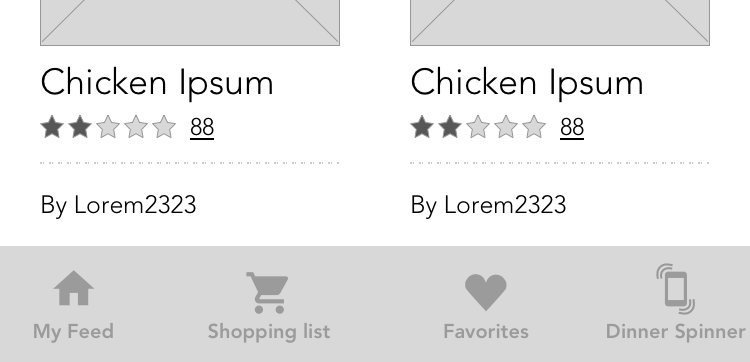 Chicken Ipsum
88
By Lorem2323
Chicken Ipsum
88
By Lorem2323
My Feed
Shopping list
Favorites
Dinner Spinner